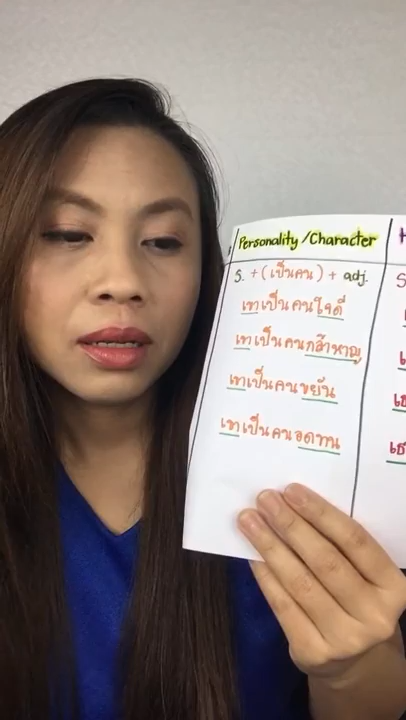 Personality /Character
S. + ( เป็นคน ) + adj.
เขาเป็นคนใจดี
เขาเป็นคนกล้าหาญ
เขาเป็นคนขยัน
เขาเป็นคนอดทน